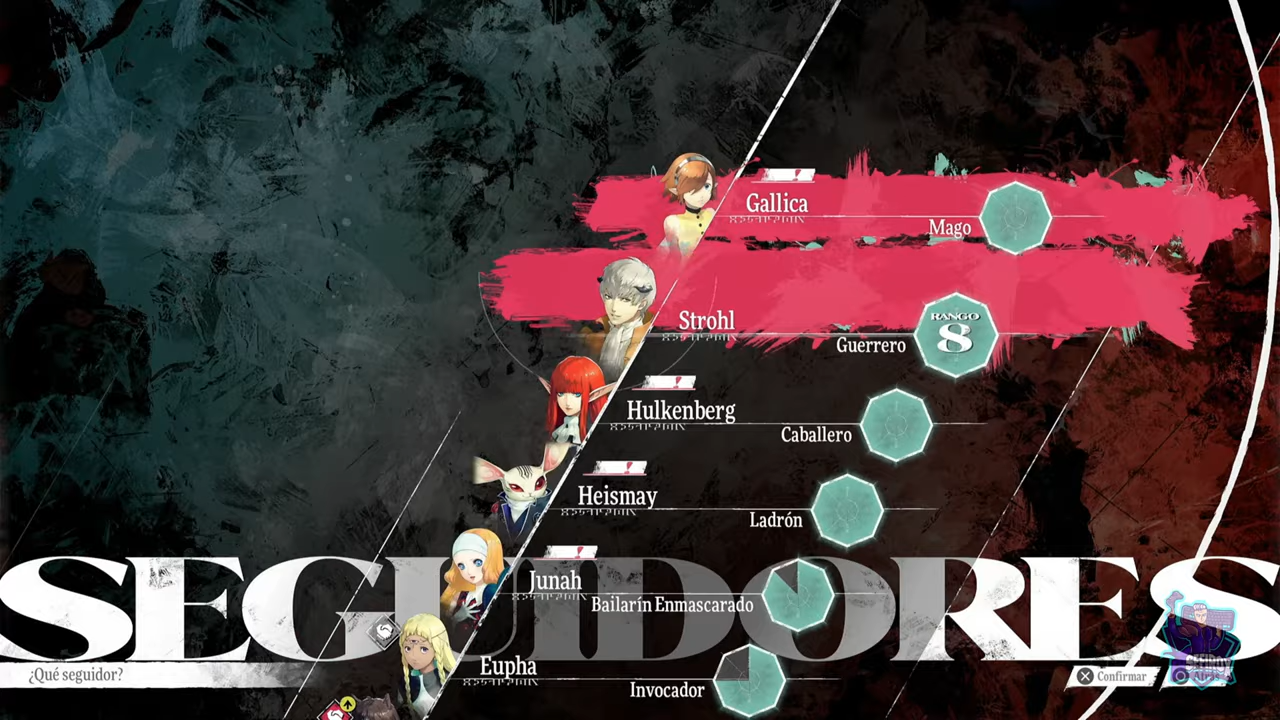 Gallica
Mago
Strohl
Guerrero
RANGO
8
Hulkenberg
Caballero
Heismay
Ladrón
Junah
Bailarín Enmascarado
SEGUIDORES
Eupha
Invocador
¿Qué seguidor?
Confirmar
Atrás